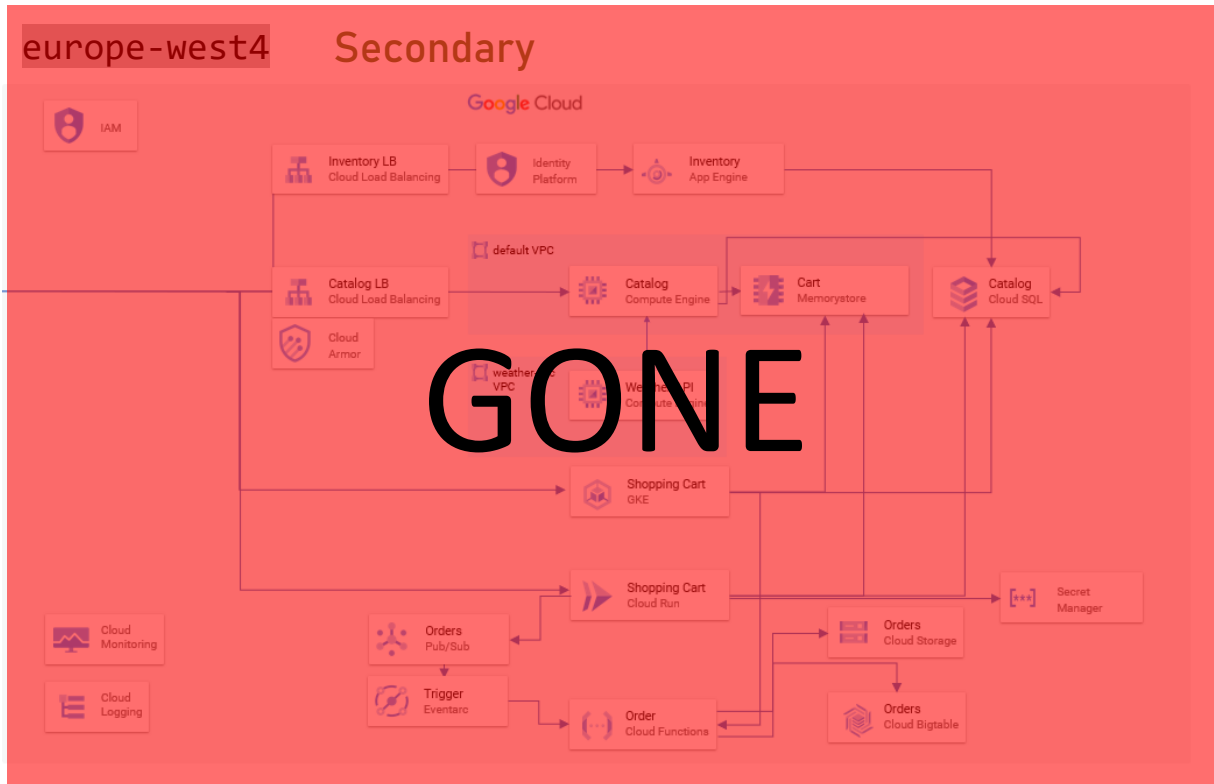 europe-west4 Secondary
Google Cloud
IAM
Inventory LB
Cloud Load Balancing
Identity
Platform
Inventory
App Engine
default VPC
Catalog LB
Cloud Load Balancing
Catalog
Compute Engine
Cart
Memorystore
Catalog
Cloud SQL
Cloud
Armor
GONE
VPC
Shopping Cart
GKE
Shopping Cart
Cloud Run
Secret
Manager
Cloud
Monitoring
Orders
Pub/Sub
Orders
Cloud Storage
Cloud
Logging
Trigger
Eventarc
Order
Cloud Functions
Orders
Cloud Bigtable